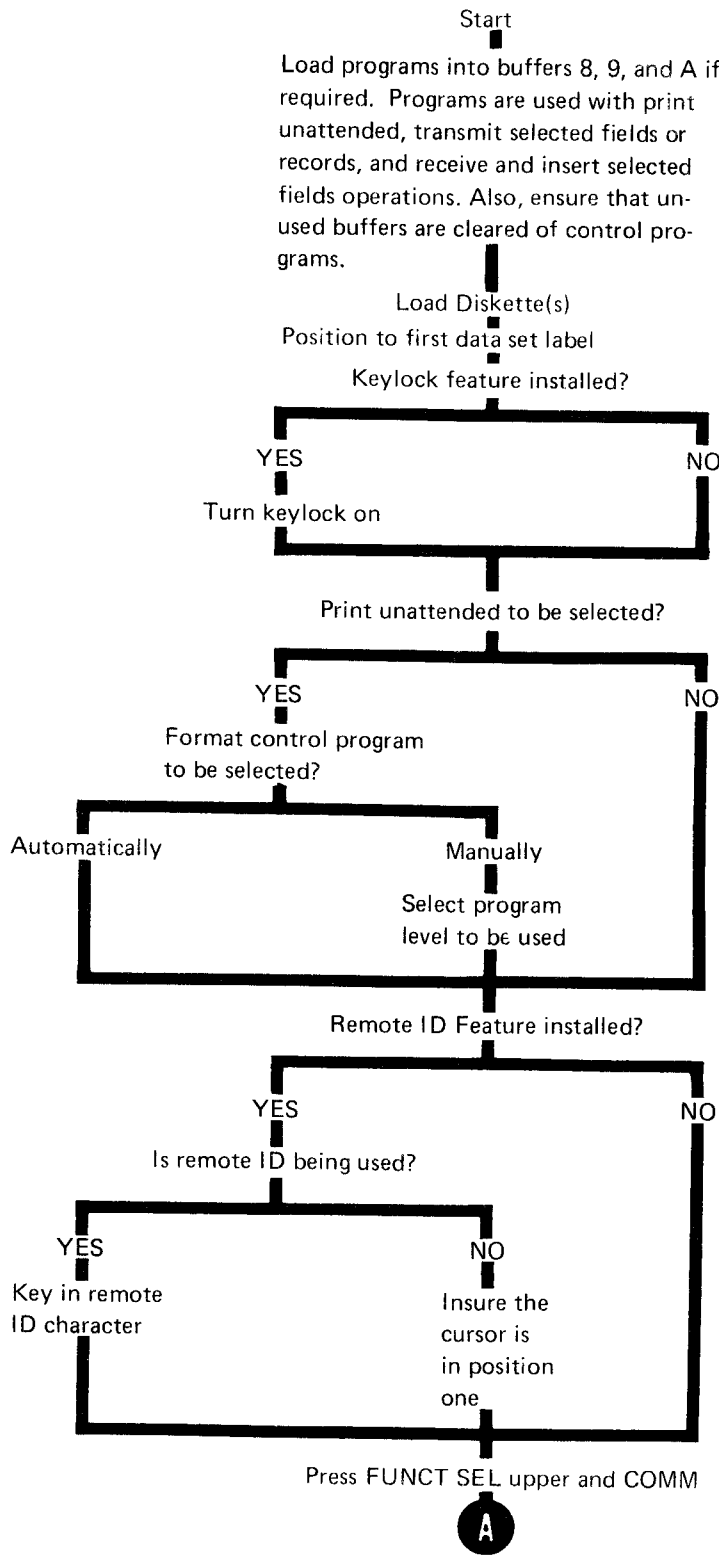 Start
Load programs into buffers 8, 9, and A if
required. Programs are used with print
unattended, transmit selected fields or
records, and receive and insert selected
fields operations. Also, ensure that un-
used buffers are cleared of control pro-
grams.
Load Diskette(s)
Position to first data set label
Keylock feature installed?
YES
NO
Turn keylock on
Print unattended to be selected?
YES
NO
Format control program
to be selected?
Automatically
Manually
Select program
level to be used
Remote ID Feature installed?
YES
NO
Is remote ID being used?
YES
NO
Key in remote
ID character
Insure the
cursor is
in position
one
Press FUNCT SEL upper and COMM
A